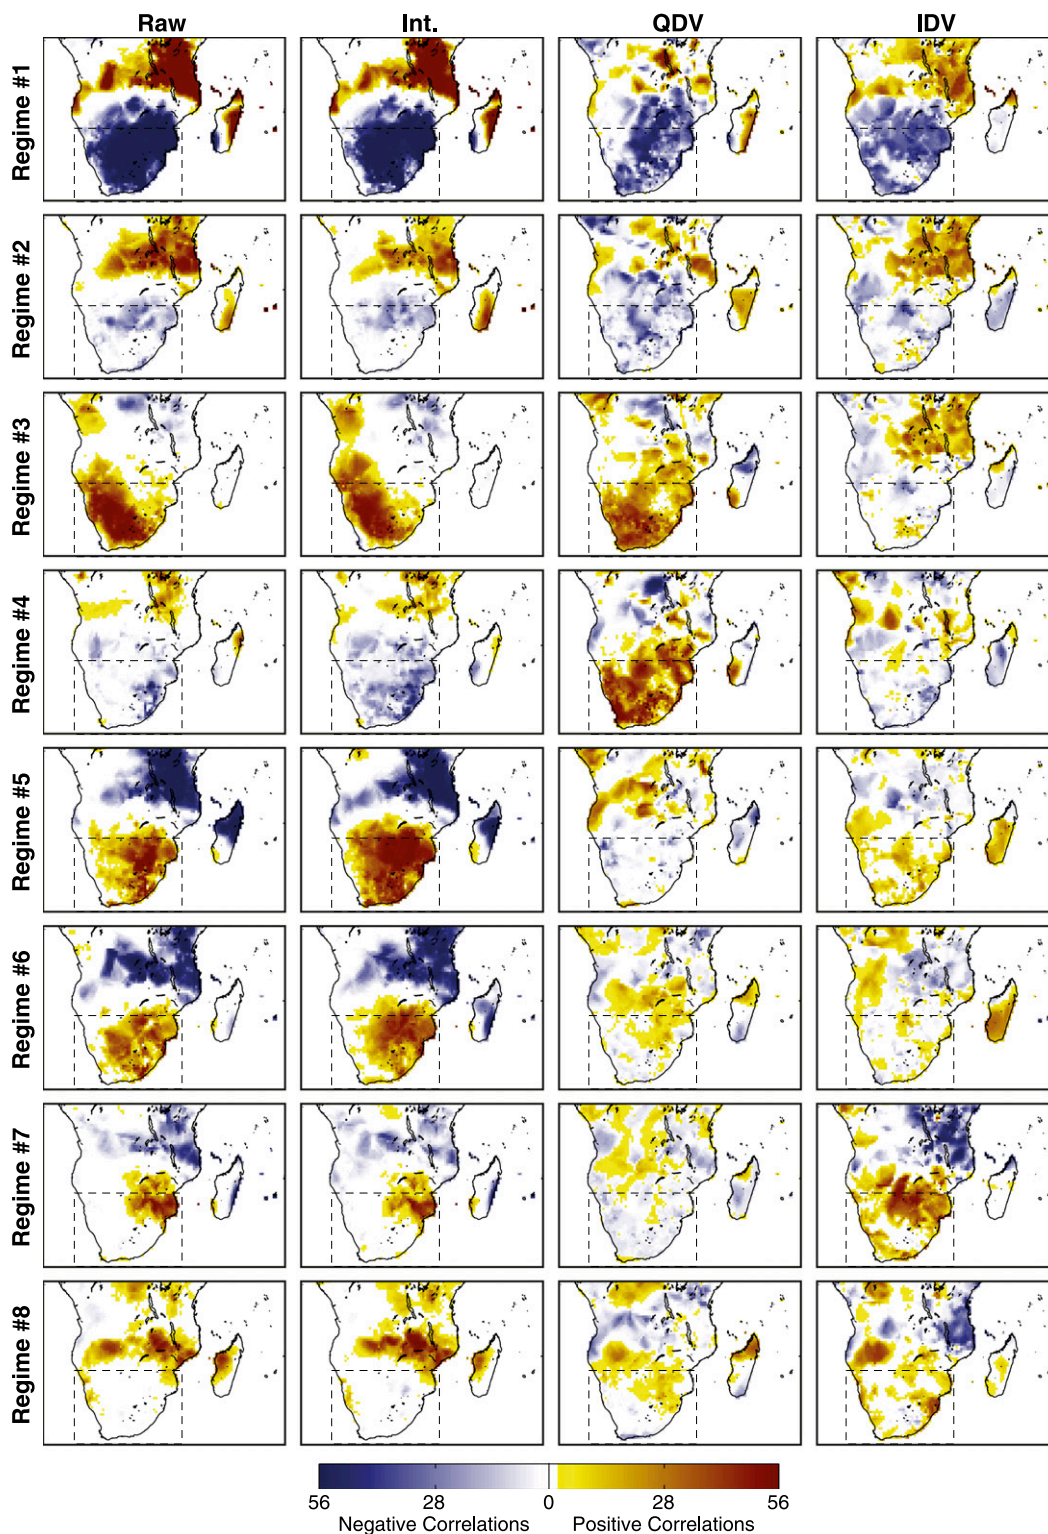 Raw Int. QDV IDV
Regime #1
Regime #2
Regime #3
Regime #4
Regime #5
Regime #6
Regime #7
Regime #8
56 28 0 28 56
Negative Correlations Positive Correlations